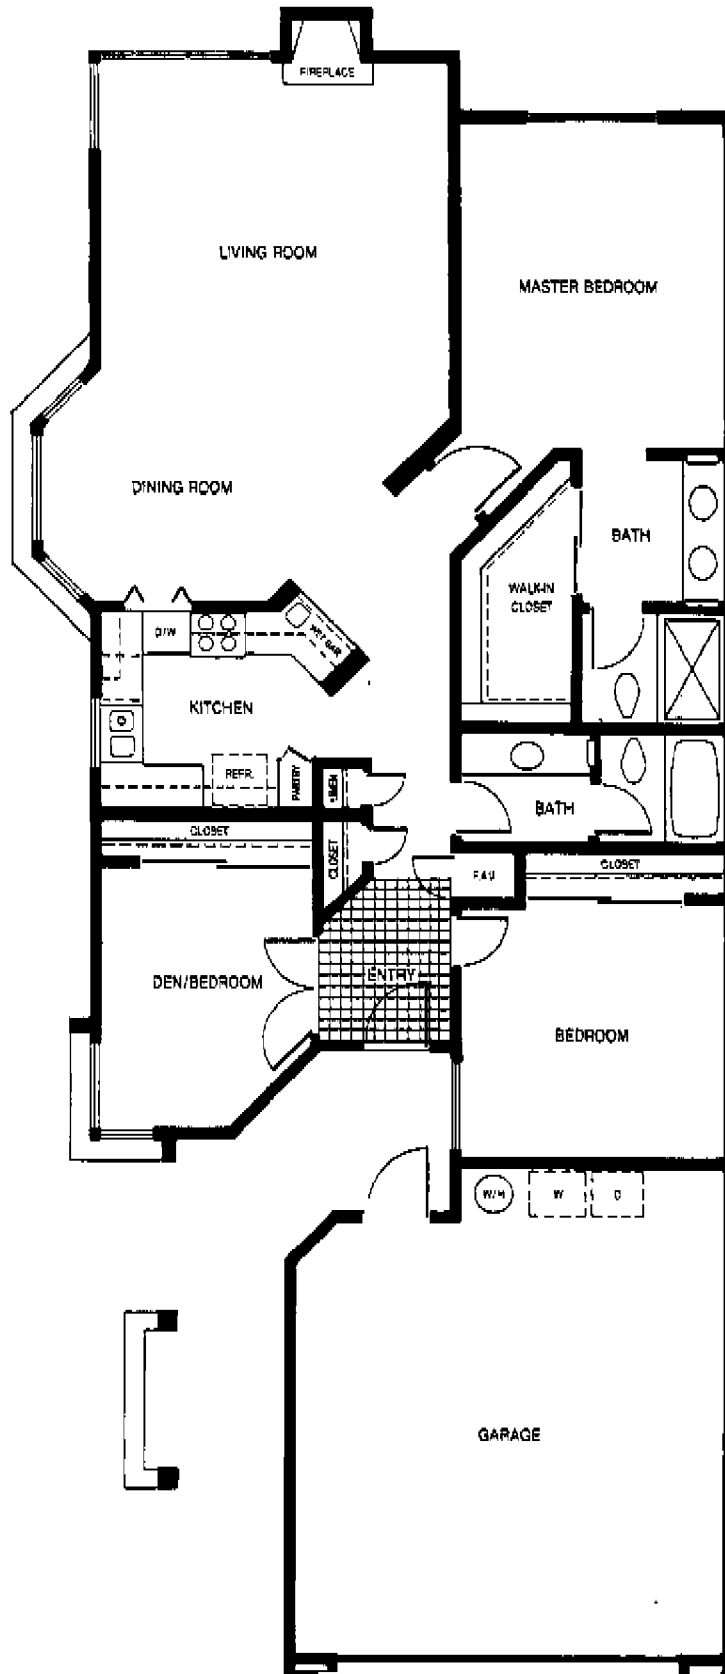 FIREPLACE
LIVING ROOM
MASTER BEDROOM
DINING ROOM
BATH
WALK-IN
CLOSET
D/W
WET BAR
KITCHEN
REFR.
PANTRY
LINEN
BATH
CLOSET
CLOSET
F.A.U.
CLOSET
DEN/BEDROOM
ENTRY
BEDROOM
W/H
W
D
GARAGE